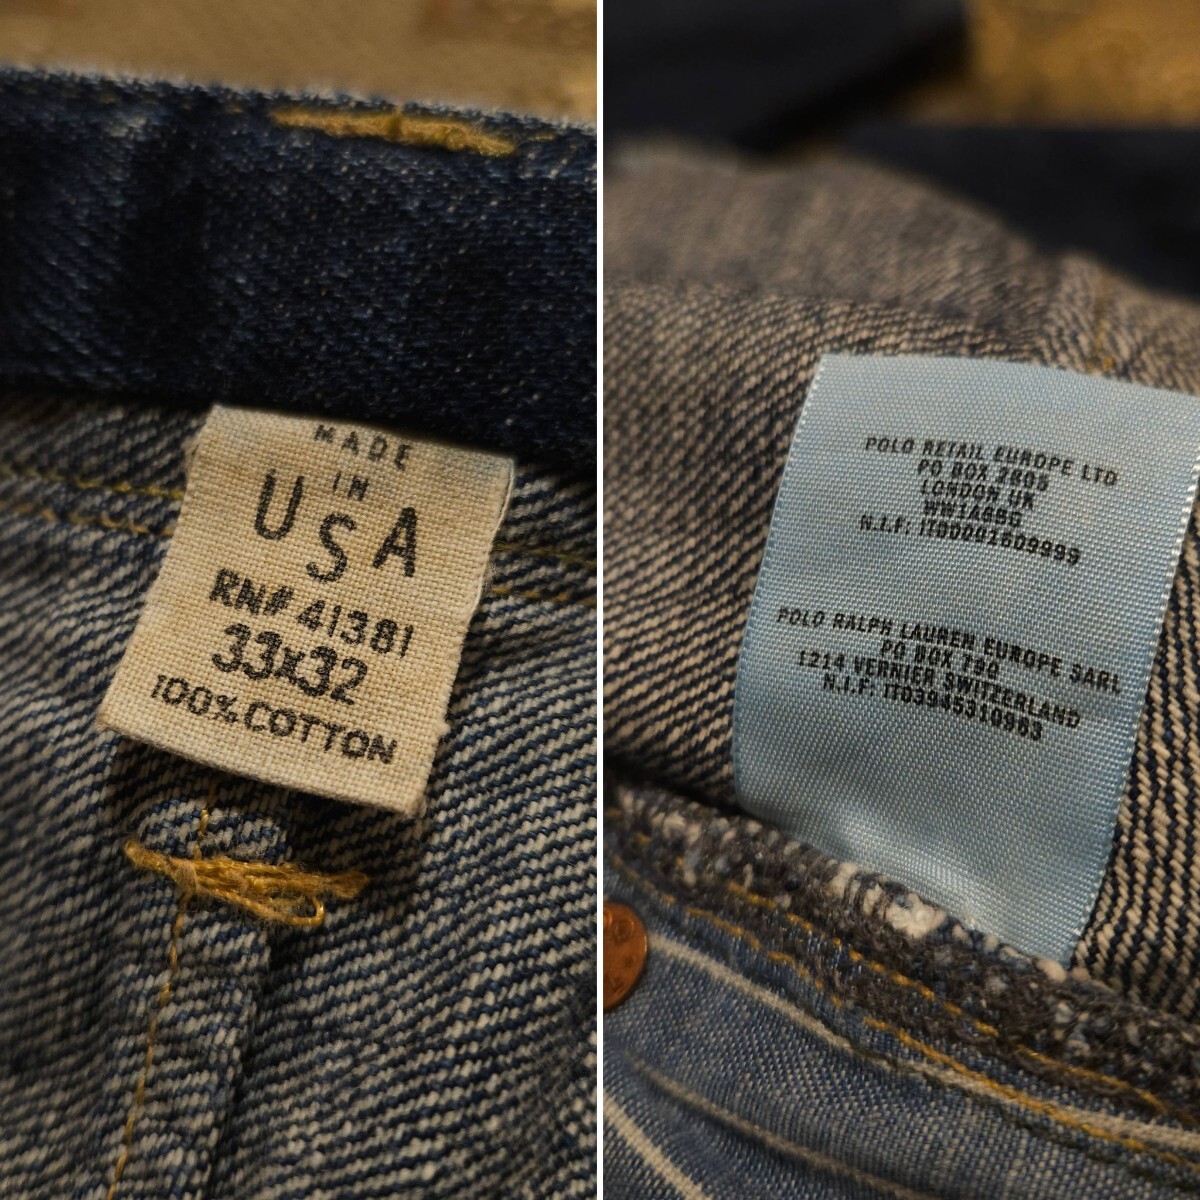 MADE
IN
USA
RN# 41381
33X32
100% COTTON
POLO RETAIL EUROPE LTD
PO BOX 2805
LONDON UK
WW1A6BG
N.I.F: IT00001609999
POLO RALPH LAUREN EUROPE SARL
PO BOX 790
1214 VERNIER SWITZERLAND
N.I.F: IT03945310963